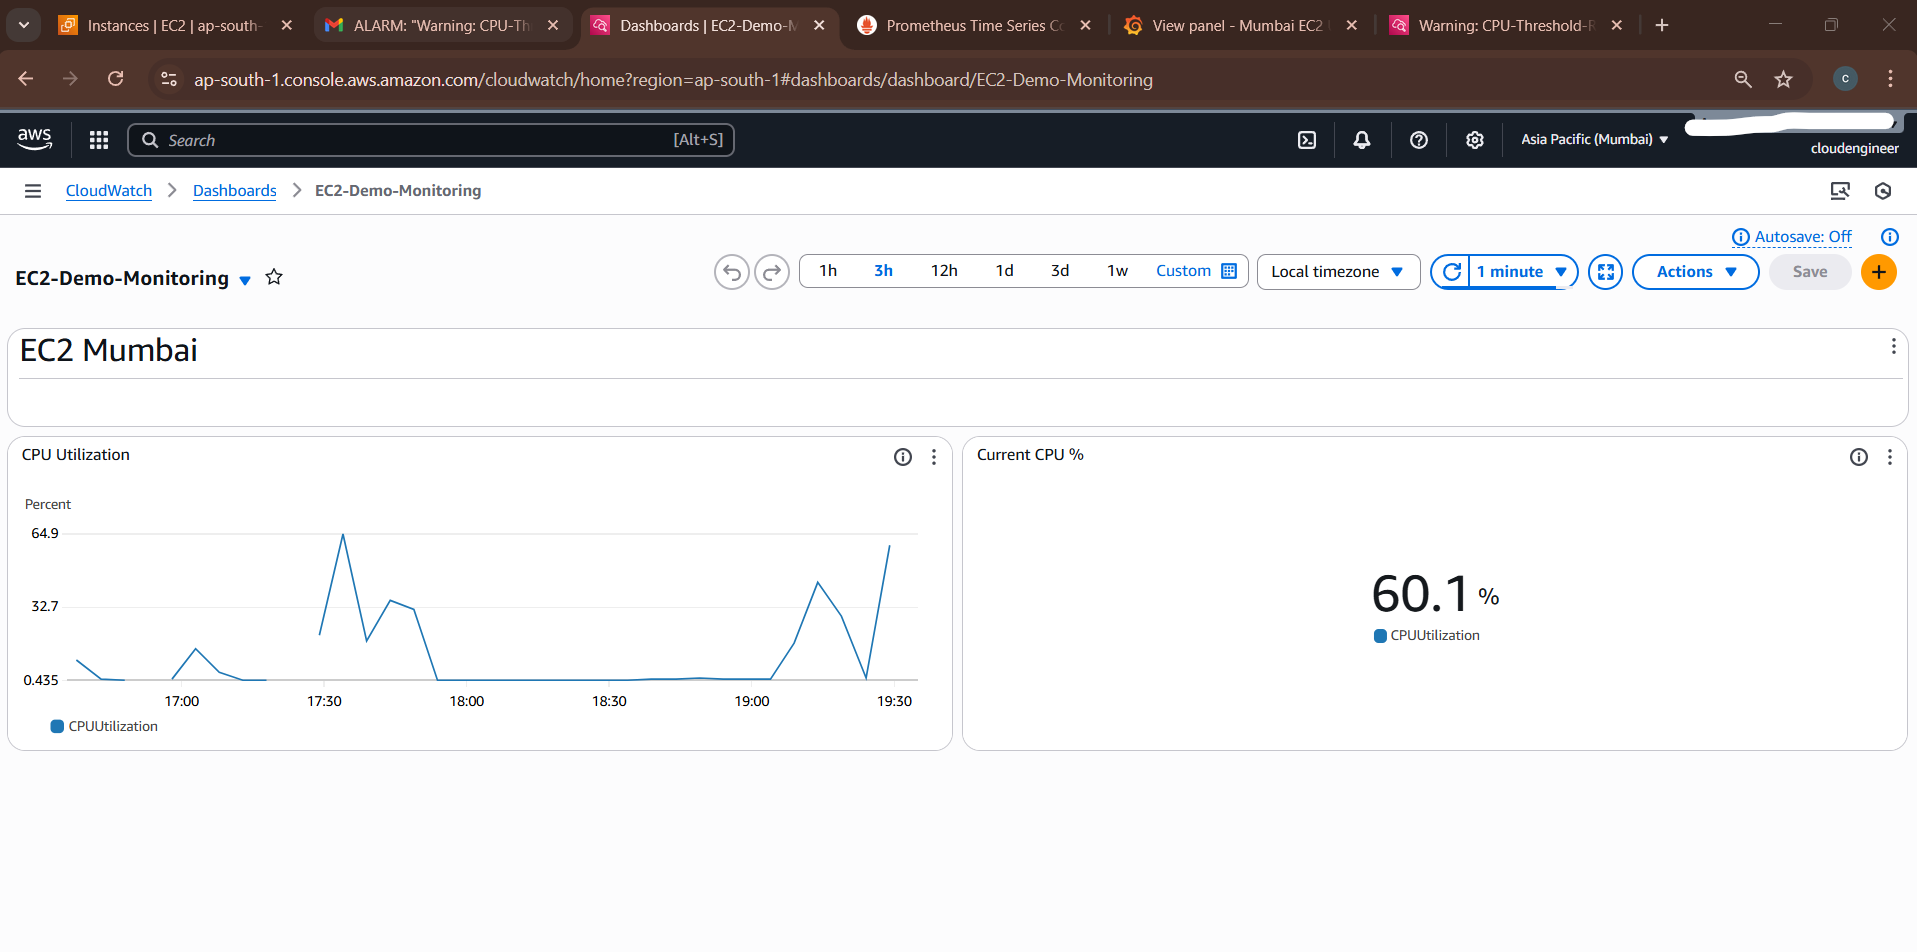 Instances | EC2 | ap-south-
ALARM: "Warning: CPU-Th
Dashboards | EC2-Demo-M
Prometheus Time Series Co
View panel - Mumbai EC2
Warning: CPU-Threshold-R
ap-south-1.console.aws.amazon.com/cloudwatch/home?region=ap-south-1#dashboards/dashboard/EC2-Demo-Monitoring
c
aws
Search
[Alt+S]
Asia Pacific (Mumbai)
cloudengineer
CloudWatch
Dashboards
EC2-Demo-Monitoring
Autosave: Off
EC2-Demo-Monitoring
1h 3h 12h 1d 3d 1w Custom
Local timezone
1 minute
Actions
Save
EC2 Mumbai
CPU Utilization
Percent
64.9
32.7
0.435
17:00 17:30 18:00 18:30 19:00 19:30
CPUUtilization
Current CPU %
60.1 %
CPUUtilization